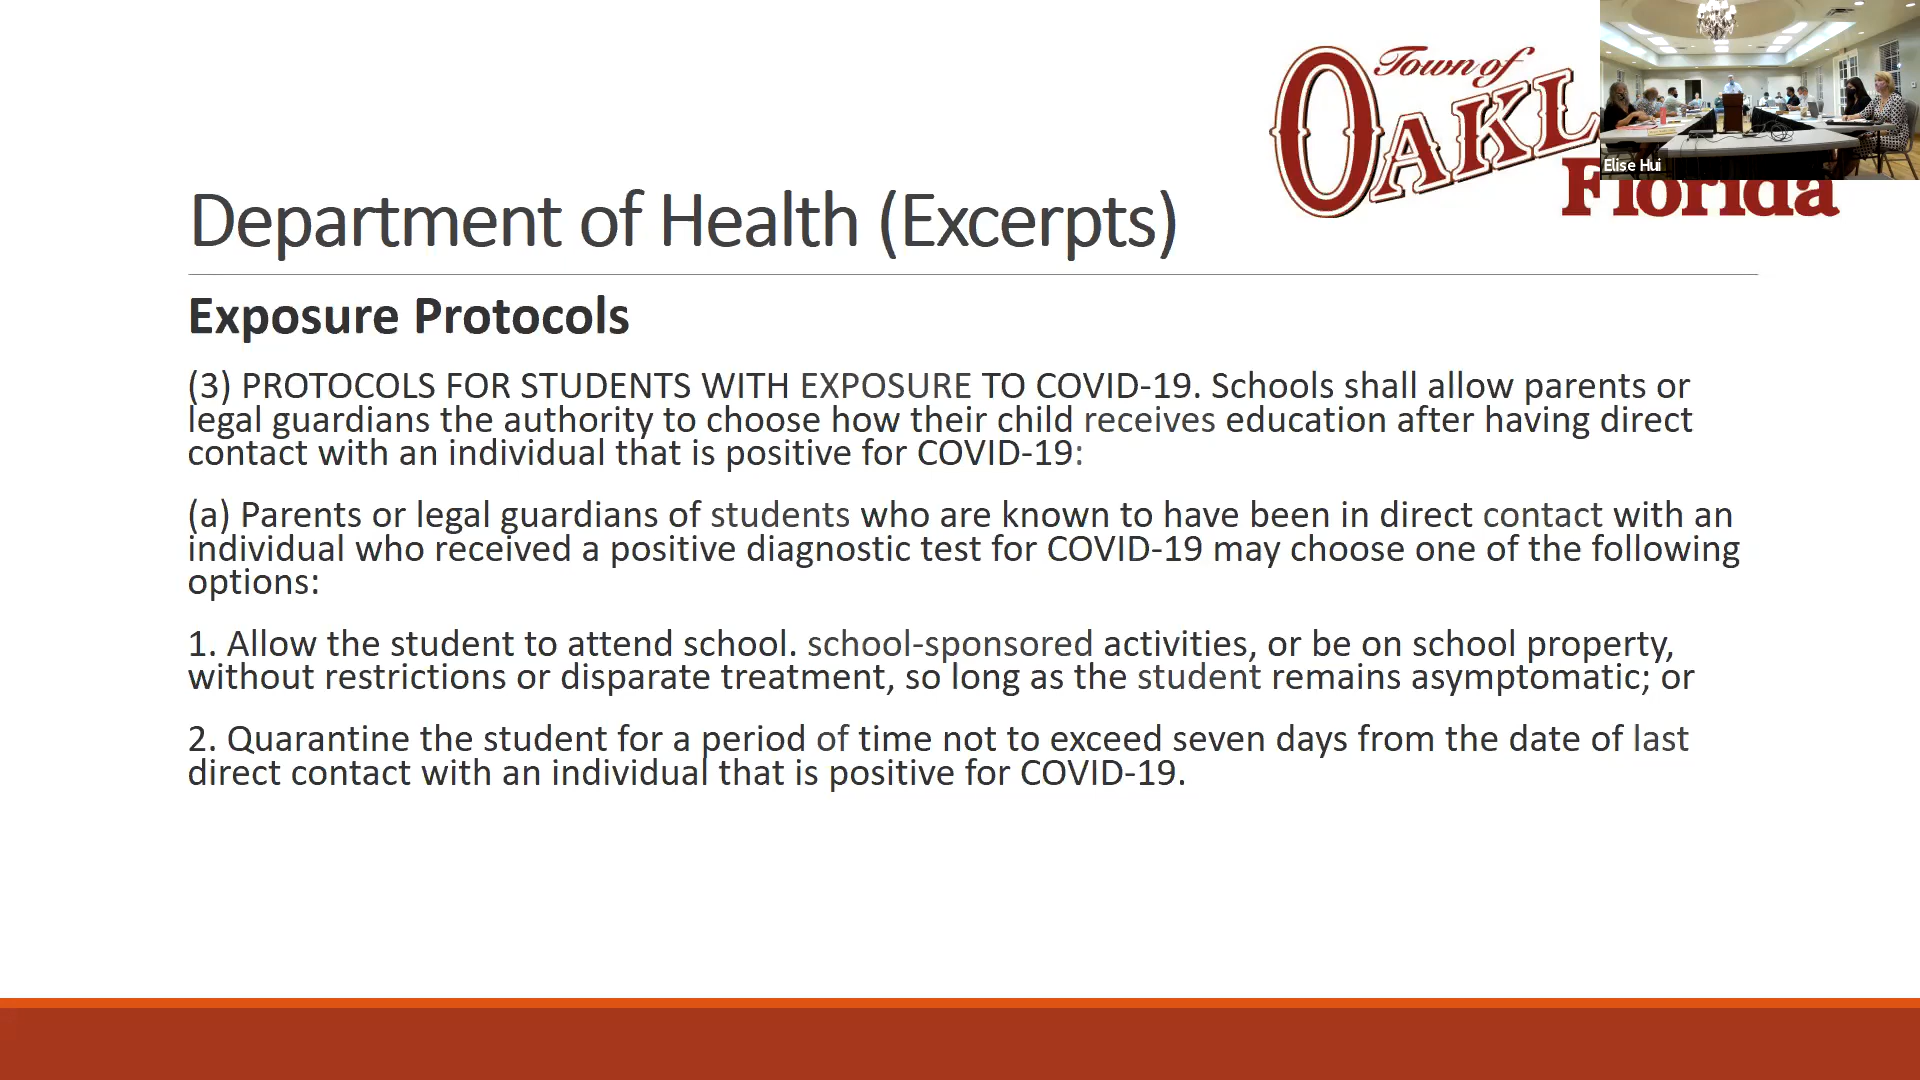 Town of
OAKL
Florida
Elise Hui
Department of Health (Excerpts)
Exposure Protocols
(3) PROTOCOLS FOR STUDENTS WITH EXPOSURE TO COVID-19. Schools shall allow parents or
legal guardians the authority to choose how their child receives education after having direct
contact with an individual that is positive for COVID-19:
(a) Parents or legal guardians of students who are known to have been in direct contact with an
individual who received a positive diagnostic test for COVID-19 may choose one of the following
options:
1. Allow the student to attend school. school-sponsored activities, or be on school property,
without restrictions or disparate treatment, so long as the student remains asymptomatic; or
2. Quarantine the student for a period of time not to exceed seven days from the date of last
direct contact with an individual that is positive for COVID-19.